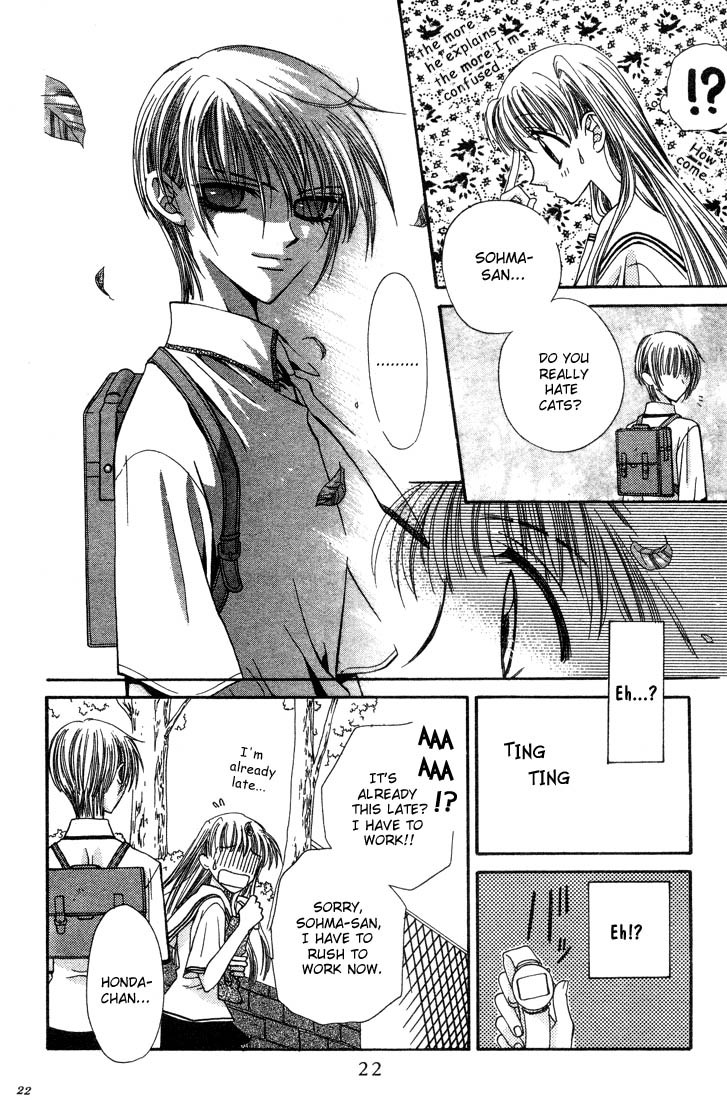 !?
the more
he explains
the more I'm
confused.
How
come
SOHMA-
SAN...
DO YOU
REALLY
HATE
CATS?
.........
Eh...?
TING
TING
Eh!?
AAA
AAA
!?
IT'S
ALREADY
THIS LATE?
I HAVE TO
WORK!!
I'm
already
late...
SORRY,
SOHMA-SAN,
I HAVE TO
RUSH TO
WORK NOW.
HONDA-
CHAN...
22
22